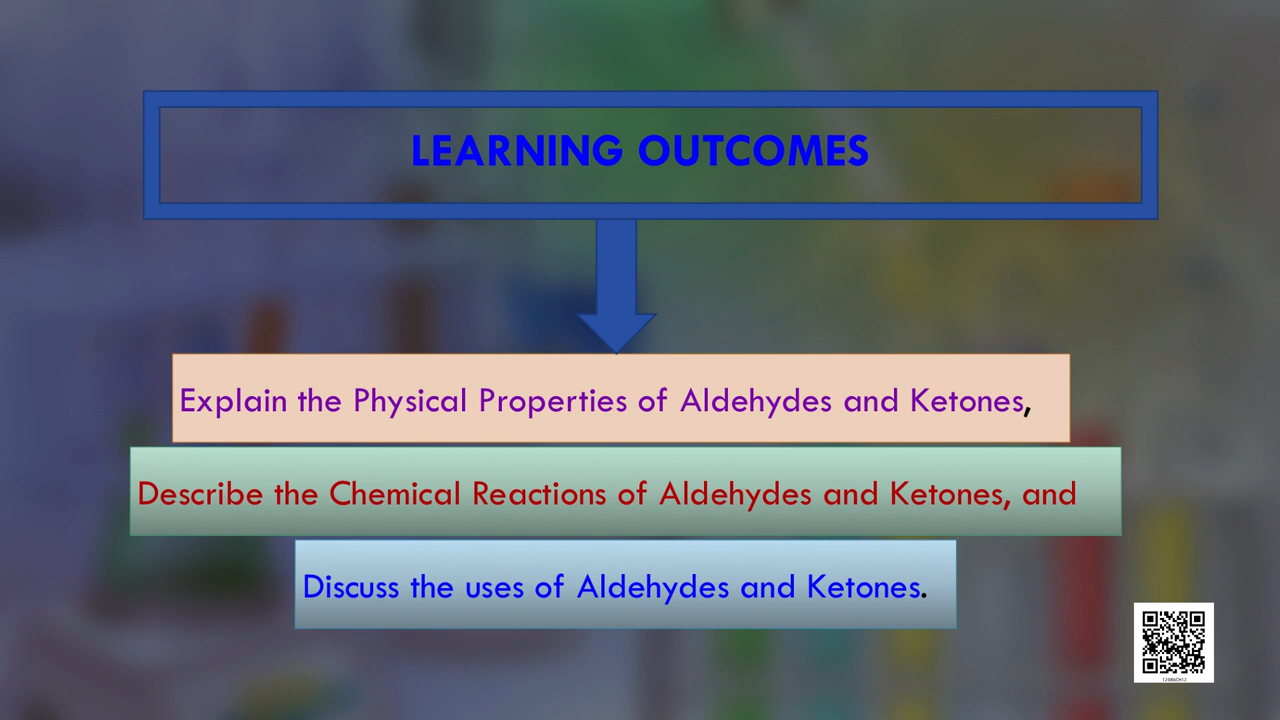 LEARNING OUTCOMES
Explain the Physical Properties of Aldehydes and Ketones,
Describe the Chemical Reactions of Aldehydes and Ketones, and
Discuss the uses of Aldehydes and Ketones.